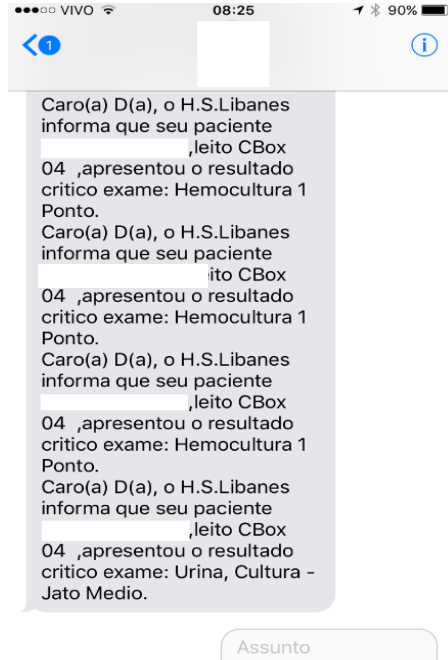 VIVO 08:25 90%
1
Caro(a) D(a), o H.S.Libanes
informa que seu paciente
,leito CBox
04 ,apresentou o resultado
critico exame: Hemocultura 1
Ponto.
Caro(a) D(a), o H.S.Libanes
informa que seu paciente
ito CBox
04 ,apresentou o resultado
critico exame: Hemocultura 1
Ponto.
Caro(a) D(a), o H.S.Libanes
informa que seu paciente
,leito CBox
04 ,apresentou o resultado
critico exame: Hemocultura 1
Ponto.
Caro(a) D(a), o H.S.Libanes
informa que seu paciente
,leito CBox
04 ,apresentou o resultado
critico exame: Urina, Cultura -
Jato Medio.
Assunto